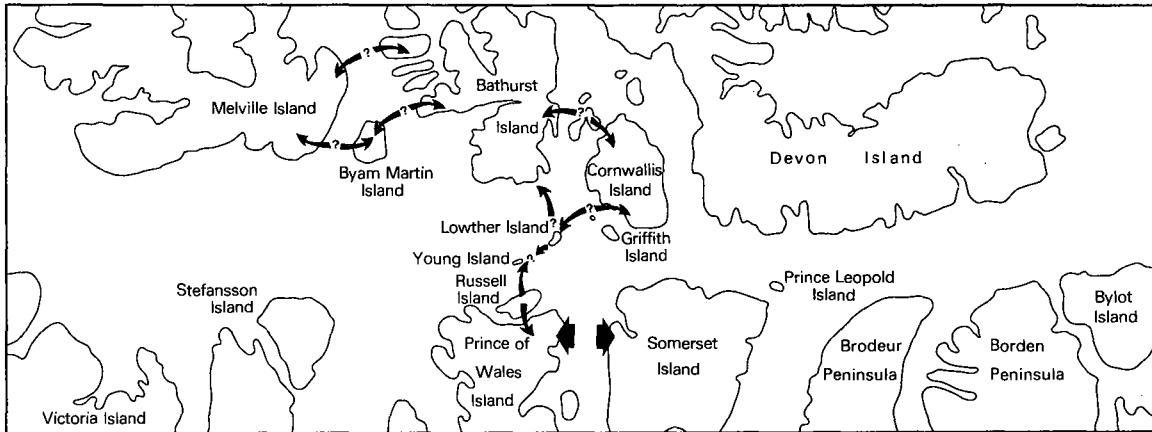 ?
Bathurst
Melville Island
?
?
Island
?
Devon Island
Byam Martin
Island
Cornwallis
Island
?
Lowther Island
?
Griffith
Island
Young Island
?
Russell
Island
Stefansson
Island
Prince Leopold
Island
Bylot
Island
Prince of
Wales
Island
Somerset
Island
Brodeur
Peninsula
Borden
Peninsula
Victoria Island